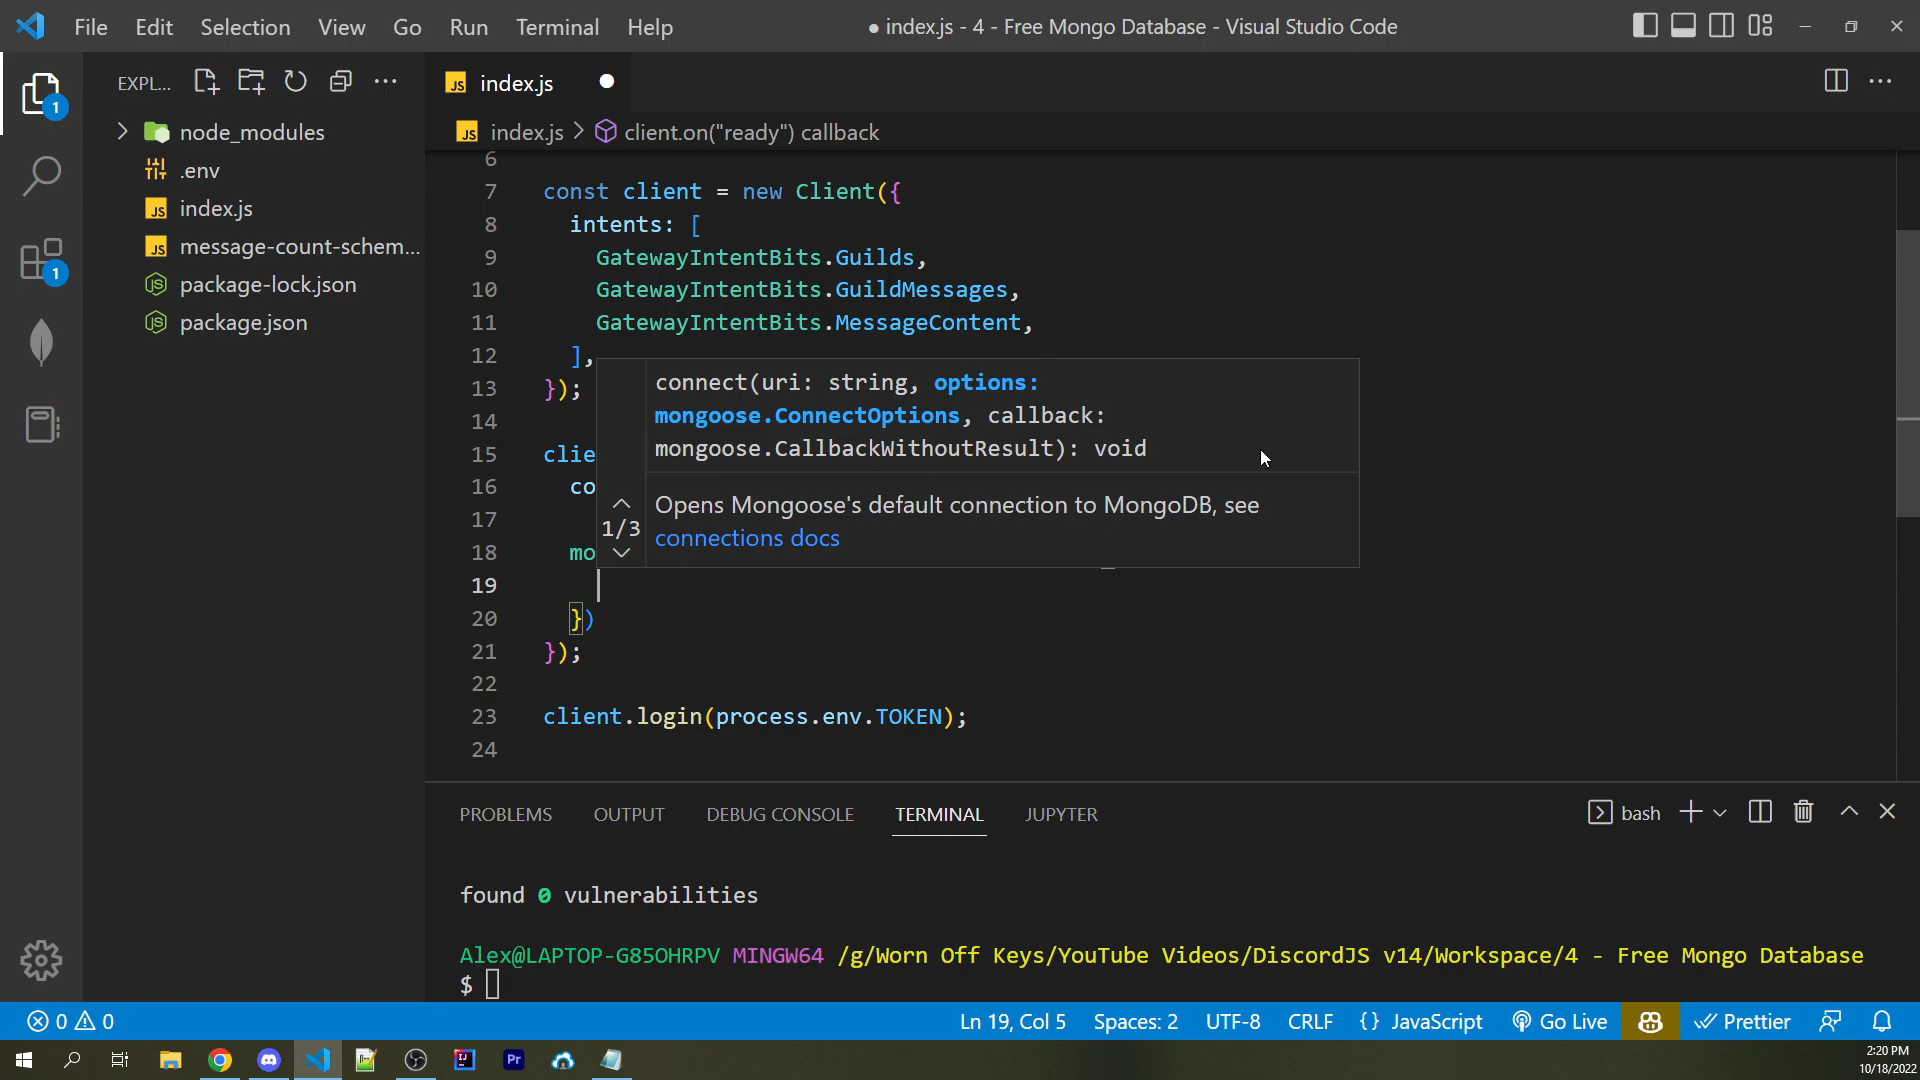 File Edit Selection View Go Run Terminal Help
● index.js - 4 - Free Mongo Database - Visual Studio Code
1
1
EXPL...
node_modules
.env
JS index.js
JS message-count-schem...
package-lock.json
package.json
JS index.js
JS index.js > client.on("ready") callback
6
7 const client = new Client({
8 intents: [
9 GatewayIntentBits.Guilds,
10 GatewayIntentBits.GuildMessages,
11 GatewayIntentBits.MessageContent,
12 ],
13 });
14
15 clie
16 co
17
18 mo
19
20 })
21 });
22
23 client.login(process.env.TOKEN);
24
connect(uri: string, options:
mongoose.ConnectOptions, callback:
mongoose.CallbackWithoutResult): void
1/3
Opens Mongoose's default connection to MongoDB, see
connections docs
PROBLEMS OUTPUT DEBUG CONSOLE TERMINAL JUPYTER
bash
found 0 vulnerabilities
Alex@LAPTOP-G85OHRPV MINGW64 /g/Worn Off Keys/YouTube Videos/DiscordJS v14/Workspace/4 - Free Mongo Database
$
0 0
Ln 19, Col 5 Spaces: 2 UTF-8 CRLF {} JavaScript Go Live Prettier
2:20 PM
10/18/2022